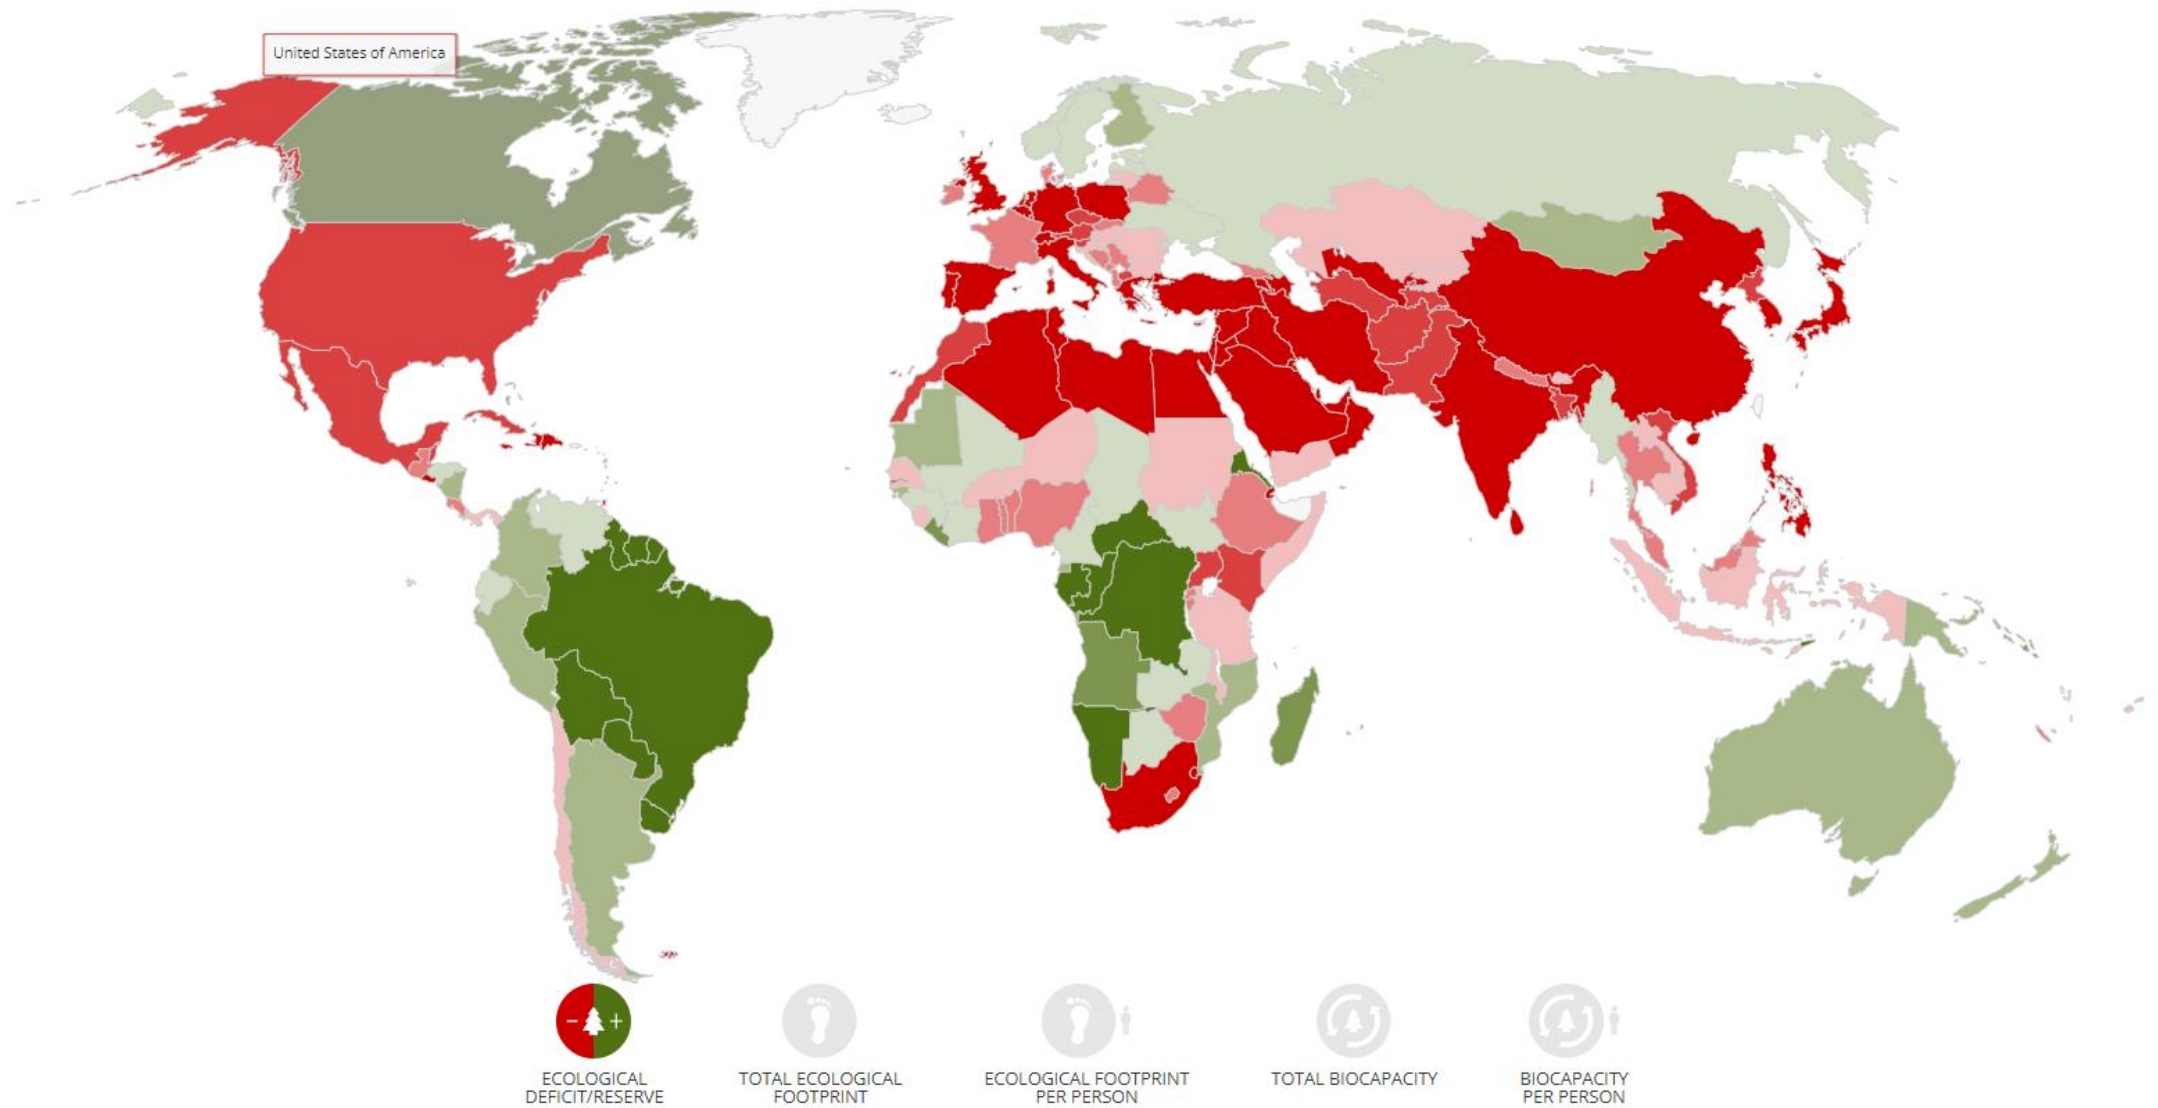 United States of America
ECOLOGICAL
DEFICIT/RESERVE
TOTAL ECOLOGICAL
FOOTPRINT
ECOLOGICAL FOOTPRINT
PER PERSON
TOTAL BIOCAPACITY
BIOCAPACITY
PER PERSON